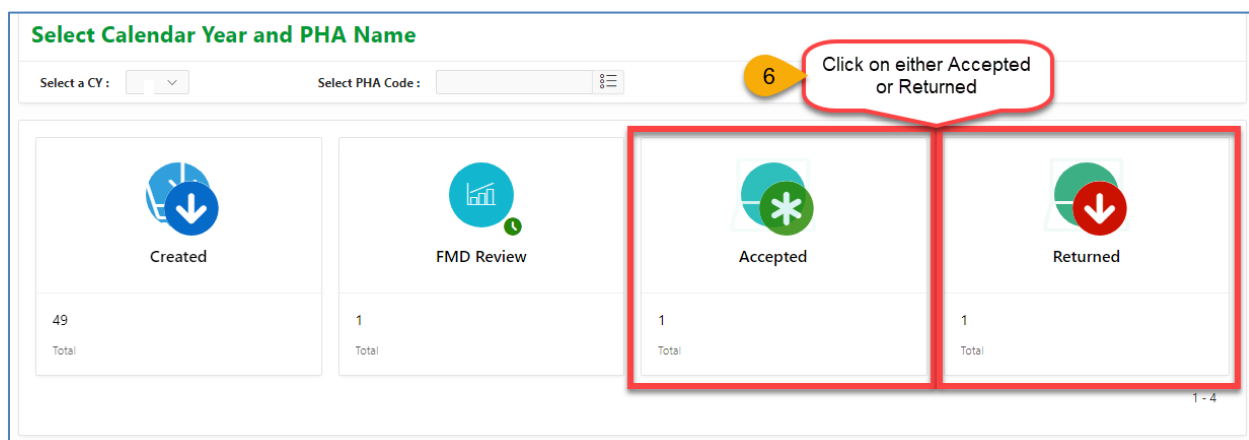 Select Calendar Year and PHA Name
Select a CY :
Select PHA Code :
6
Click on either Accepted
or Returned
Created
FMD Review
Accepted
Returned
49
1
1
1
Total
Total
Total
Total
1 - 4